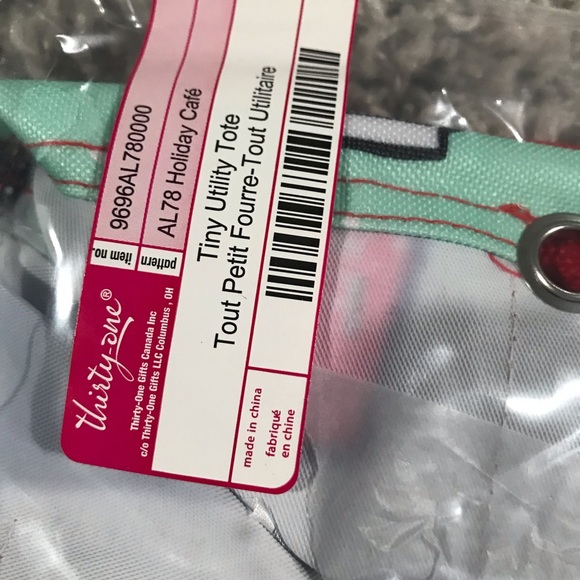 thirty-one®
Thirty-One Gifts Canada Inc
c/o Thirty-One Gifts LLC Columbus , OH
item no.
9696AL780000
pattern
AL78 Holiday Café
Tiny Utility Tote
Tout Petit Fourre-Tout Utilitaire
made in china
fabriqué
en chine